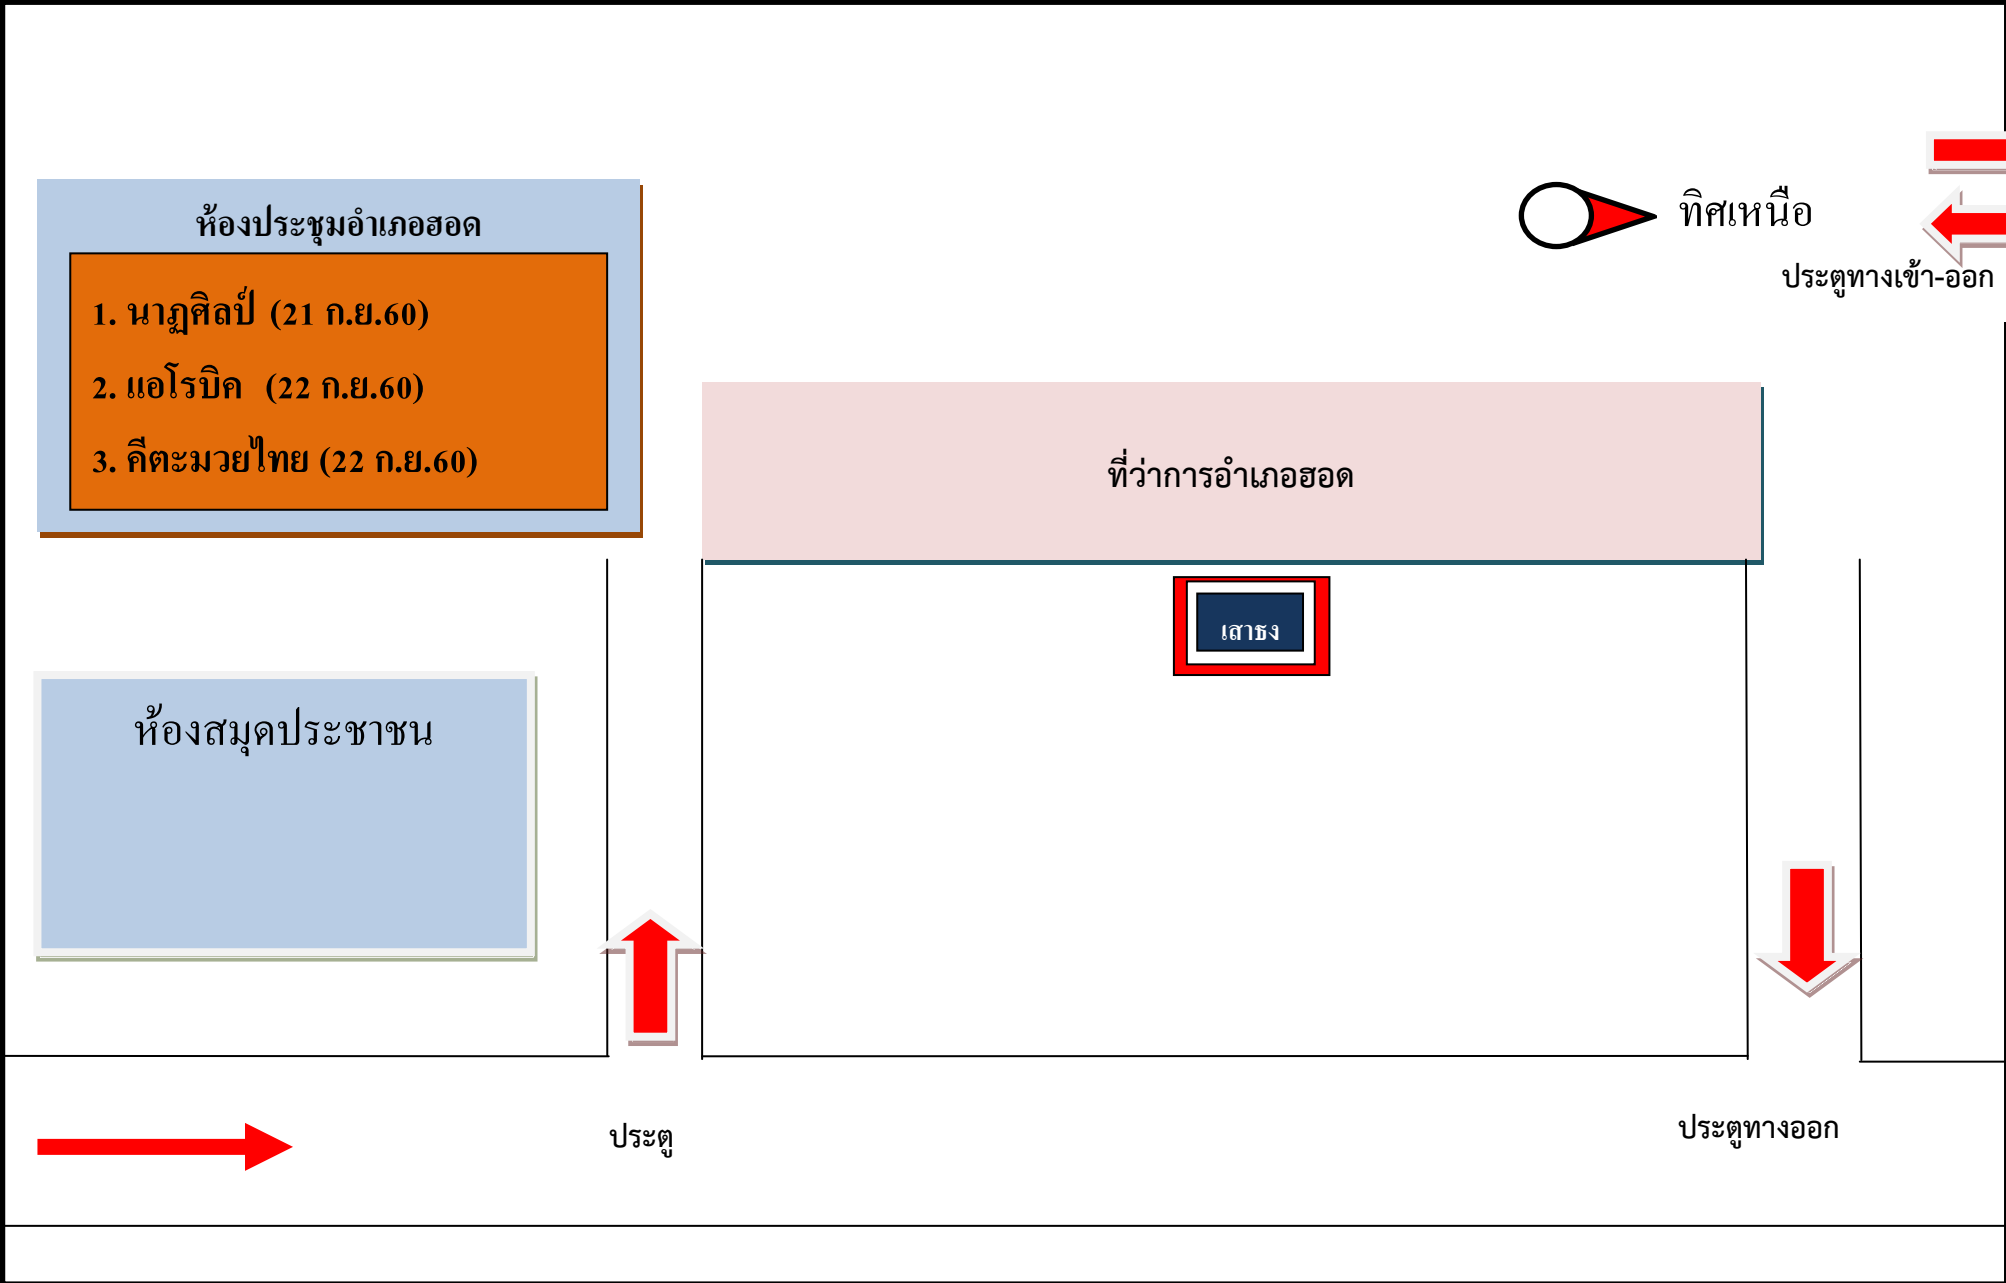 ห้องประชุมอำเภอฮอด
1. นาฏศิลป์ (21 ก.ย.60)
2. แอโรบิค (22 ก.ย.60)
3. คีตะมวยไทย (22 ก.ย.60)
ทิศเหนือ
ประตูทางเข้า-ออก
ที่ว่าการอำเภอฮอด
เสาธง
ห้องสมุดประชาชน
ประตู
ประตูทางออก